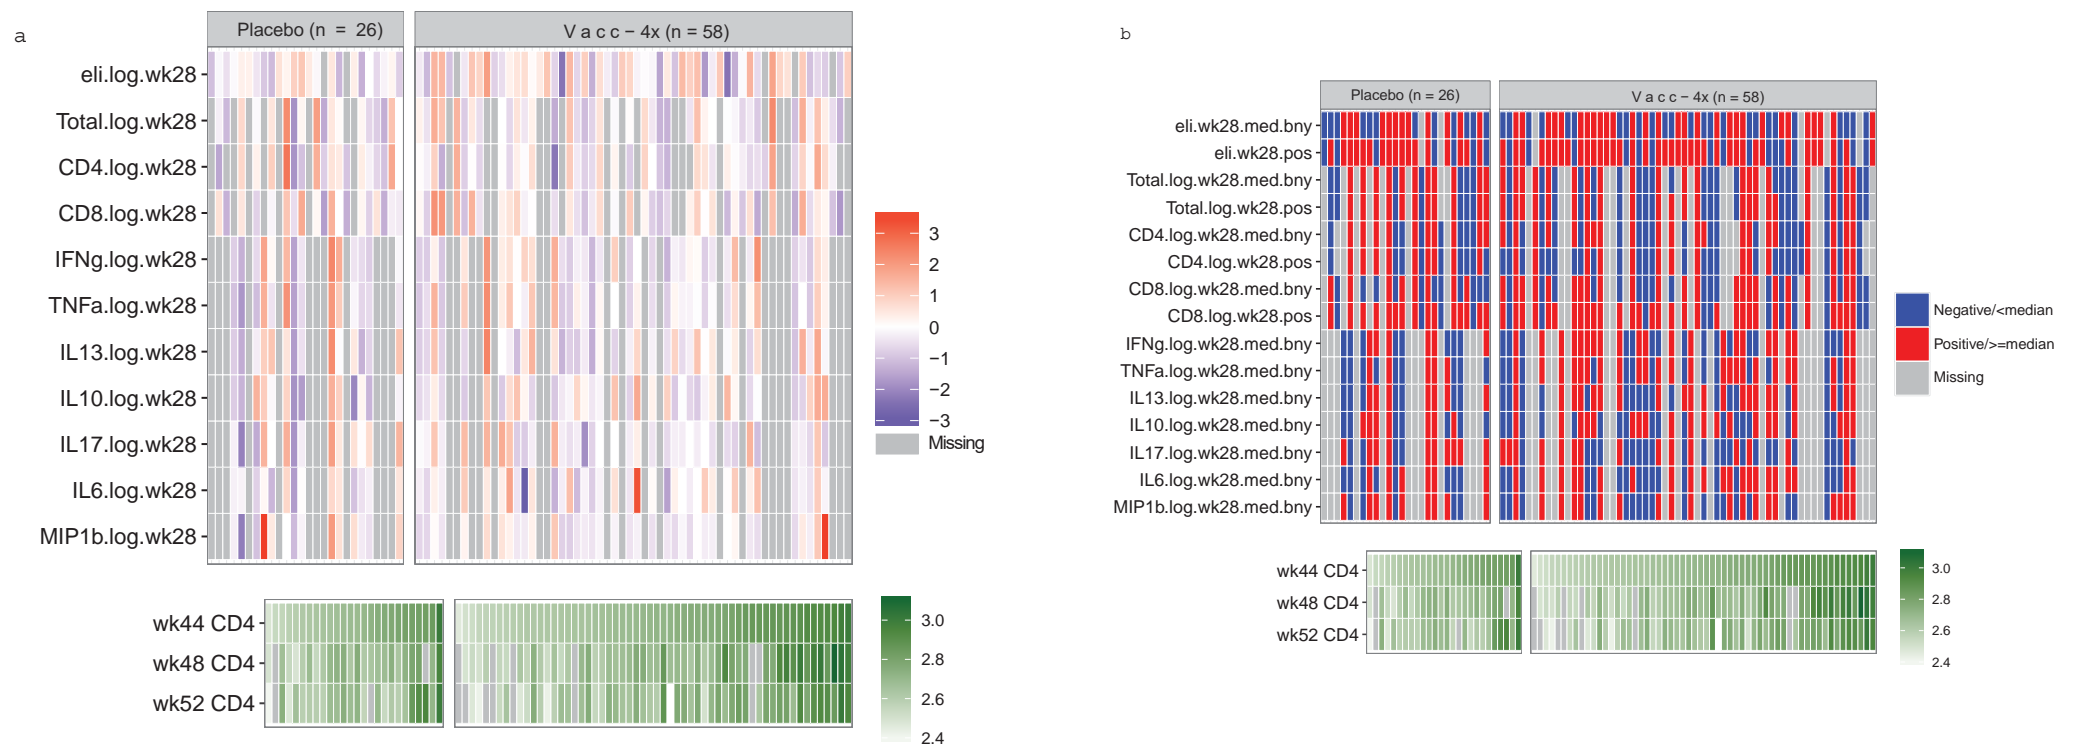 a
Placebo (n = 26)
Vacc − 4x (n = 58)
eli.log.wk28
Total.log.wk28
CD4.log.wk28
CD8.log.wk28
IFNg.log.wk28
TNFa.log.wk28
IL13.log.wk28
IL10.log.wk28
IL17.log.wk28
IL6.log.wk28
MIP1b.log.wk28
3
2
1
0
−1
−2
−3
Missing
wk44 CD4
wk48 CD4
wk52 CD4
3.0
2.8
2.6
2.4
b
Placebo (n = 26)
Vacc − 4x (n = 58)
eli.wk28.med.bny
eli.wk28.pos
Total.log.wk28.med.bny
Total.log.wk28.pos
CD4.log.wk28.med.bny
CD4.log.wk28.pos
CD8.log.wk28.med.bny
CD8.log.wk28.pos
IFNg.log.wk28.med.bny
TNFa.log.wk28.med.bny
IL13.log.wk28.med.bny
IL10.log.wk28.med.bny
IL17.log.wk28.med.bny
IL6.log.wk28.med.bny
MIP1b.log.wk28.med.bny
Negative/<median
Positive/>=median
Missing
wk44 CD4
wk48 CD4
wk52 CD4
3.0
2.8
2.6
2.4